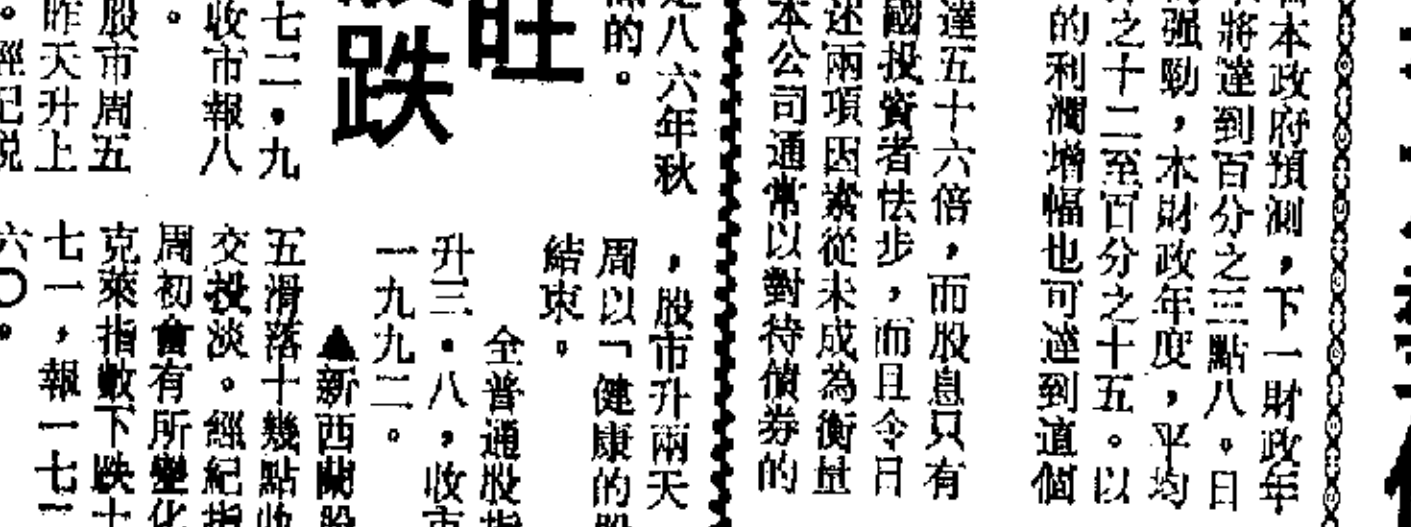 本政府預測，下一財政年
將達到百分之三點八。日
强勁，本財政年度，平均
之十二至百分之十五。以
的利潤增幅也可達到這個
達五十六倍，而股息只有
國投資者怯步，而且令日
述兩項因素從未成為衡量
本公司通常以對待債券的
八六年秋
的。
，股市升兩天
周以「健康的股
結束。
旺
跌
全普通股指
升三．八，收市
一九九二。
▲新西蘭股
七二．九
收市報八
。
股市周五
昨天升上
。經紀説
五滑落十幾點收
交投淡。經紀指
周初會有所變化
克萊指數下跌十
七一，報一七二
六〇。